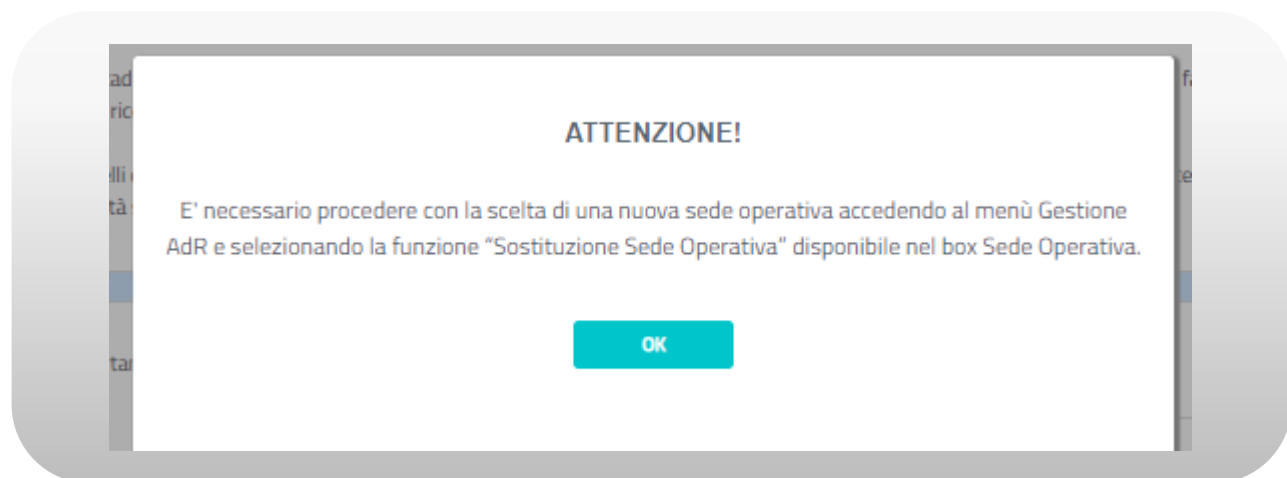 ATTENZIONE!
E' necessario procedere con la scelta di una nuova sede operativa accedendo al menù Gestione
AdR e selezionando la funzione “Sostituzione Sede Operativa” disponibile nel box Sede Operativa.
OK